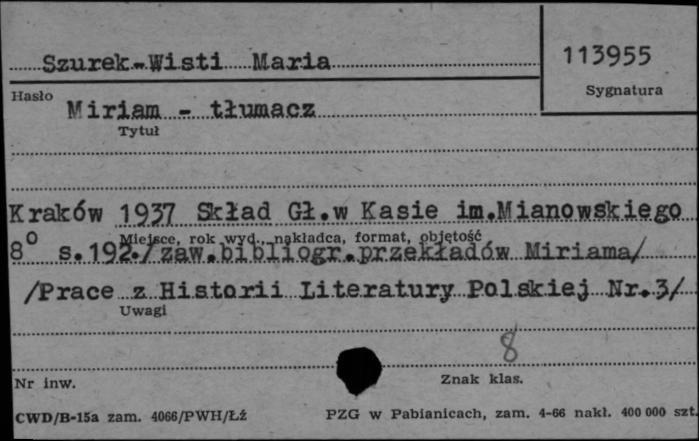 Szurek-Wisti Maria
113955
Sygnatura
Hasło
Miriam - tłumacz
Tytuł
Kraków 1937 Skład Gł.w Kasie im.Mianowskiego
Miejsce, rok wyd., nakładca, format, objętość
8° s.192./zaw.bibliogr.przekładów Miriama/
/Prace z Historii Literatury Polskiej Nr.3/
Uwagi
8
Nr inw.
Znak klas.
CWD/B-15a zam. 4066/PWH/Łź
PZG w Pabianicach, zam. 4-66 nakł. 400 000 szt.